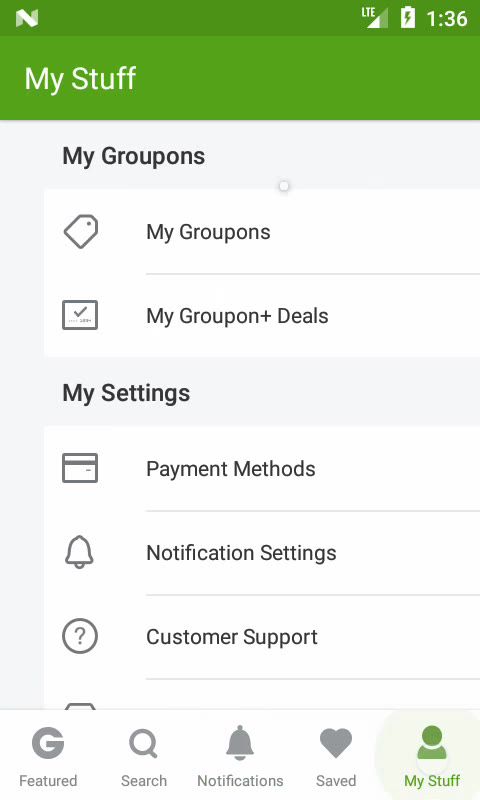 LTE 1:36
My Stuff
My Groupons
My Groupons
My Groupon+ Deals
My Settings
Payment Methods
Notification Settings
? Customer Support
G
Featured Search Notifications Saved My Stuff